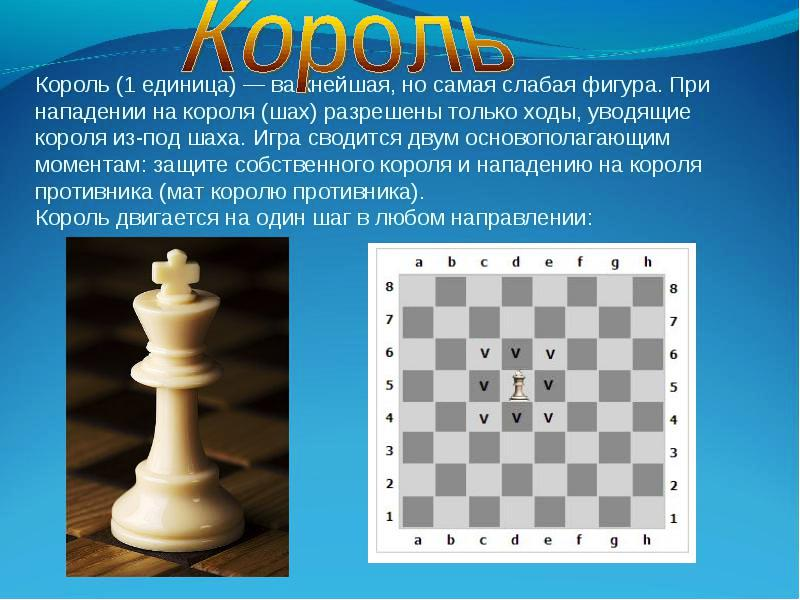 Король
Король (1 единица) — важнейшая, но самая слабая фигура. При
нападении на короля (шах) разрешены только ходы, уводящие
короля из-под шаха. Игра сводится двум основополагающим
моментам: защите собственного короля и нападению на короля
противника (мат королю противника).
Король двигается на один шаг в любом направлении:
a b c d e f g h
8 8
7 7
6 v v v 6
5 v v 5
4 v v v 4
3 3
2 2
1 1
a b c d e f g h